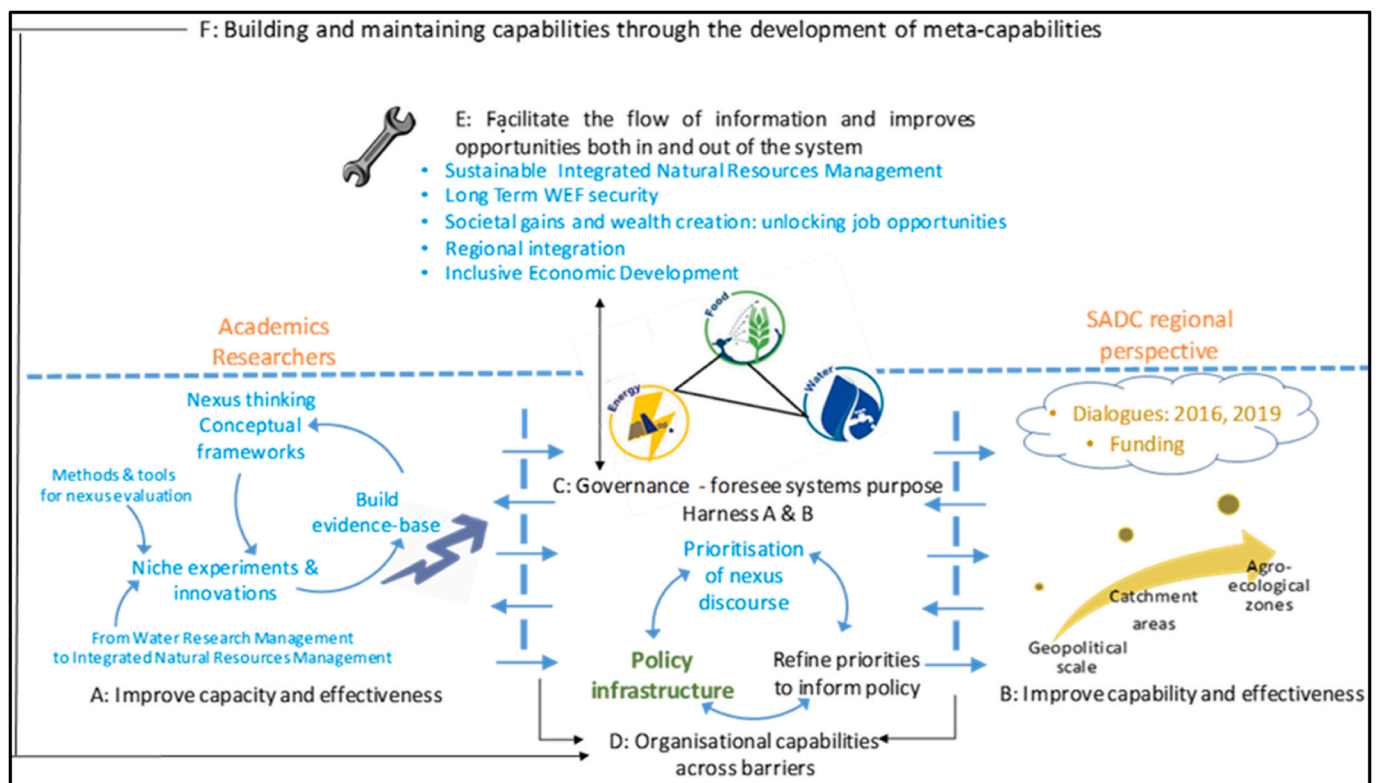 F: Building and maintaining capabilities through the development of meta-capabilities
E: Facilitate the flow of information and improves
opportunities both in and out of the system
• Sustainable Integrated Natural Resources Management
• Long Term WEF security
• Societal gains and wealth creation: unlocking job opportunities
• Regional integration
• Inclusive Economic Development
Academics
Researchers
Food
Energy
Water
SADC regional
perspective
Nexus thinking
Conceptual
frameworks
Methods & tools
for nexus evaluation
Build
evidence-base
Niche experiments &
innovations
From Water Research Management
to Integrated Natural Resources Management
A: Improve capacity and effectiveness
C: Governance - foresee systems purpose
Harness A & B
Prioritisation
of nexus
discourse
Policy
infrastructure
Refine priorities
to inform policy
D: Organisational capabilities
across barriers
• Dialogues: 2016, 2019
• Funding
Agro-
ecological
zones
Catchment
areas
Geopolitical
scale
B: Improve capability and effectiveness